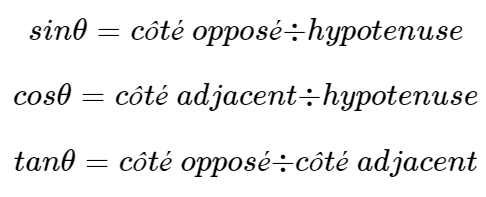 sinθ = côté opposé÷hypotenuse
cosθ = côté adjacent÷hypotenuse
tanθ = côté opposé÷côté adjacent